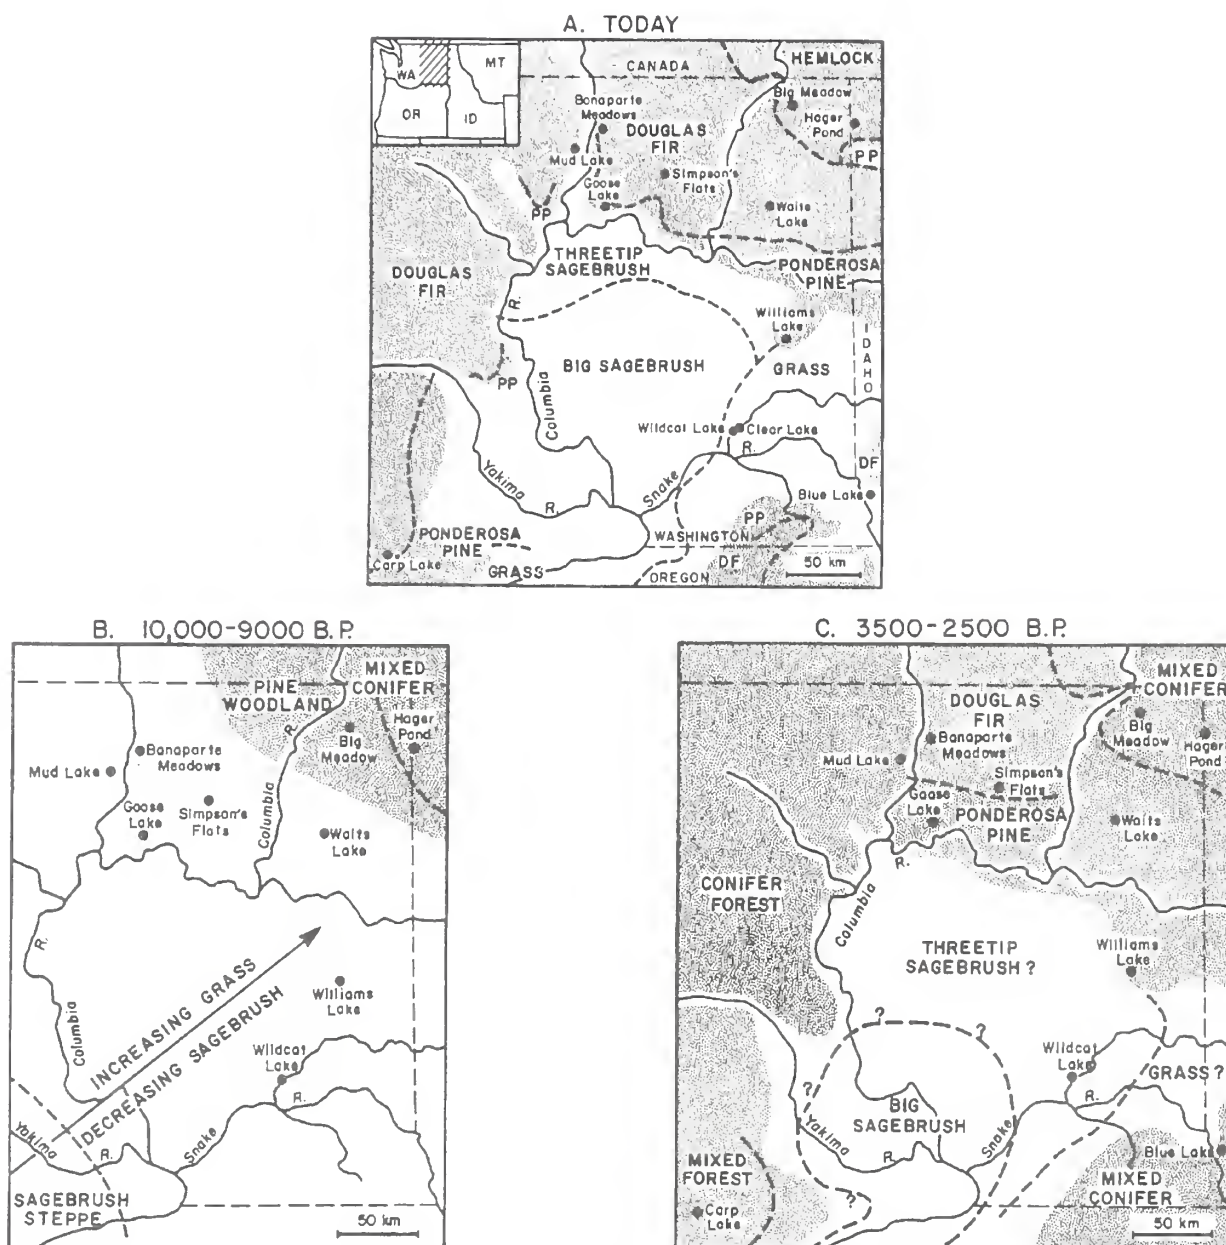 A. TODAY
WA
MT
OR
ID
CANADA
HEMLOCK
Big Meadow
Bonaparte
Meadows
Hager
Pond
DOUGLAS
FIR
PP
Mud Lake
Goose
Lake
Simpson's
Flats
PP
Waits
Lake
THREETIP
SAGEBRUSH
DOUGLAS
FIR
PONDEROSA
PINE
R.
Williams
Lake
IDAHO
BIG SAGEBRUSH
GRASS
PP
Columbia
Wildcat Lake
Clear Lake
R.
DF
Yakima
R.
Snake
Blue Lake
PP
PONDEROSA
PINE
WASHINGTON
Carp Lake
GRASS
OREGON
DF
50 km
B. 10,000-9000 B.P.
MIXED
CONIFER
PINE
WOODLAND
R.
Hager
Pond
Big
Meadow
Bonaparte
Meadows
Mud Lake
Goose
Lake
Simpson's
Flats
Columbia
Waits
Lake
R.
INCREASING GRASS
DECREASING SAGEBRUSH
Williams
Lake
Columbia
Wildcat
Lake
R.
Yakima
R.
Snake
SAGEBRUSH
STEPPE
50 km
C. 3500-2500 B.P.
MIXED
CONIFER
DOUGLAS
FIR
Big
Meadow
Hager
Pond
Bonaparte
Meadows
Mud Lake
Simpson's
Flats
Goose
Lake
PONDEROSA
PINE
Waits
Lake
R.
CONIFER
FOREST
Columbia
THREETIP
SAGEBRUSH ?
Williams
Lake
?
?
Wildcat
Lake
GRASS ?
R.
?
BIG
SAGEBRUSH
Yakima
R.
Snake
Blue Lake
MIXED
FOREST
MIXED
CONIFER
?
Carp
Lake
50 km